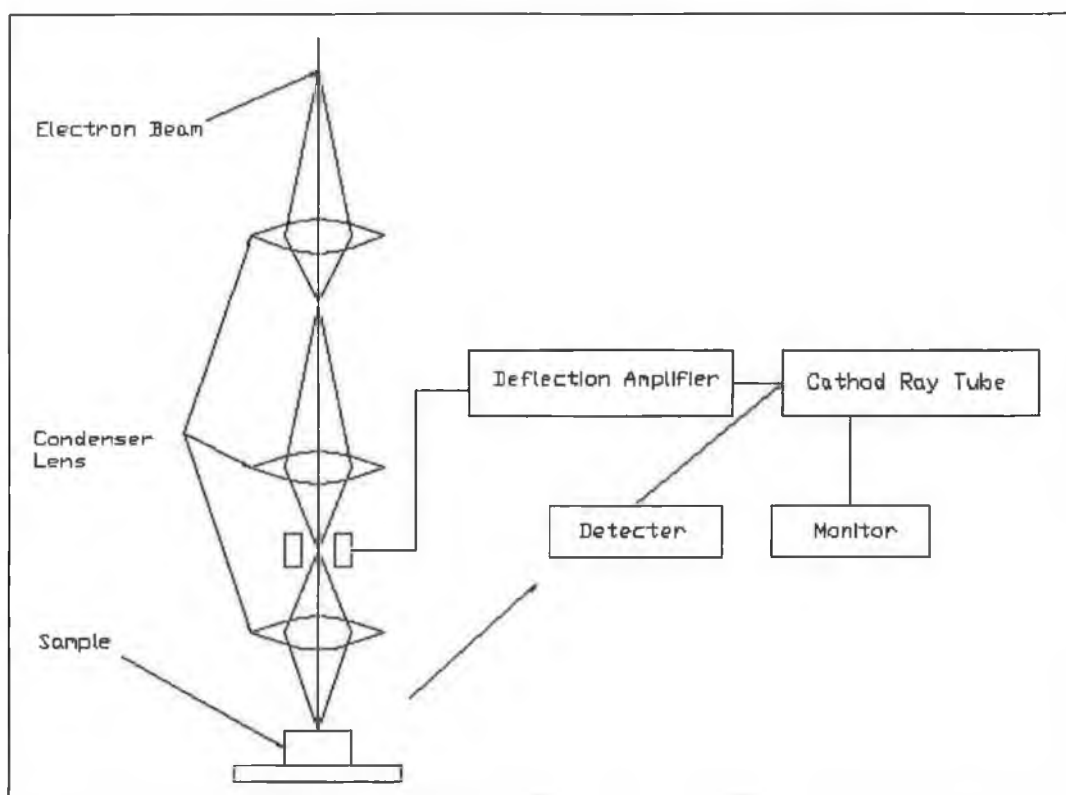 Electron Beam
Deflection Amplifier
Cathod Ray Tube
Condenser
Lens
Detecter
Monitor
Sample